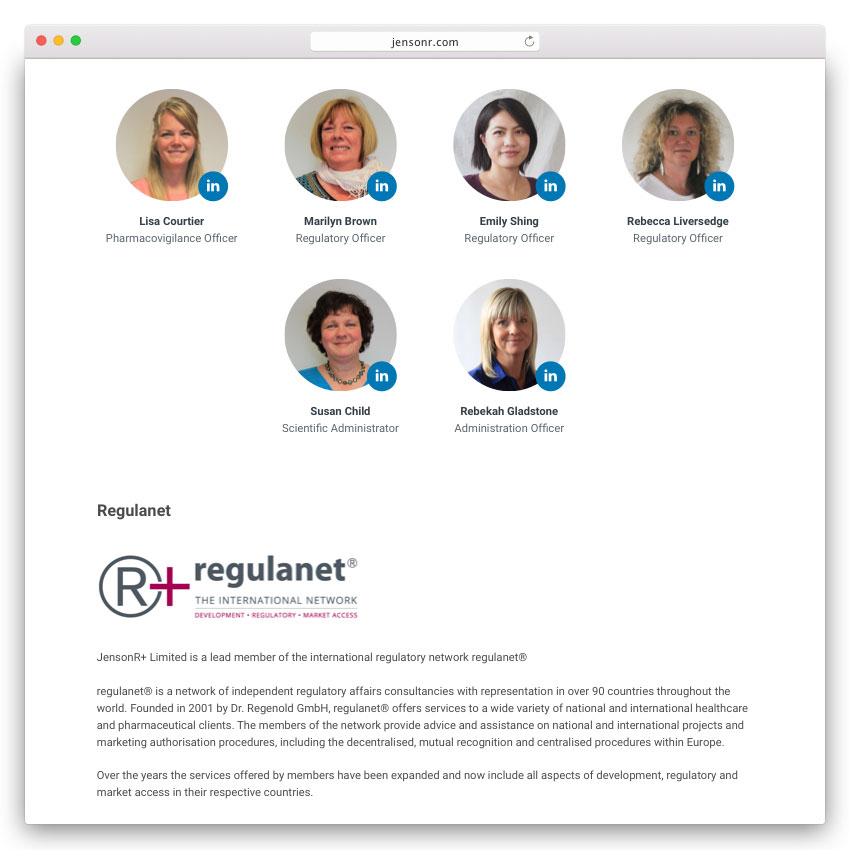 jensonr.com
in in in in
Lisa Courtier Marilyn Brown Emily Shing Rebecca Liversedge
Pharmacovigilance Officer Regulatory Officer Regulatory Officer Regulatory Officer
in in
Susan Child Rebekah Gladstone
Scientific Administrator Administration Officer
Regulanet
R+ regulanet®
THE INTERNATIONAL NETWORK
DEVELOPMENT • REGULATORY • MARKET ACCESS
JensonR+ Limited is a lead member of the international regulatory network regulanet®
regulanet® is a network of independent regulatory affairs consultancies with representation in over 90 countries throughout the
world. Founded in 2001 by Dr. Regenold GmbH, regulanet® offers services to a wide variety of national and international healthcare
and pharmaceutical clients. The members of the network provide advice and assistance on national and international projects and
marketing authorisation procedures, including the decentralised, mutual recognition and centralised procedures within Europe.
Over the years the services offered by members have been expanded and now include all aspects of development, regulatory and
market access in their respective countries.